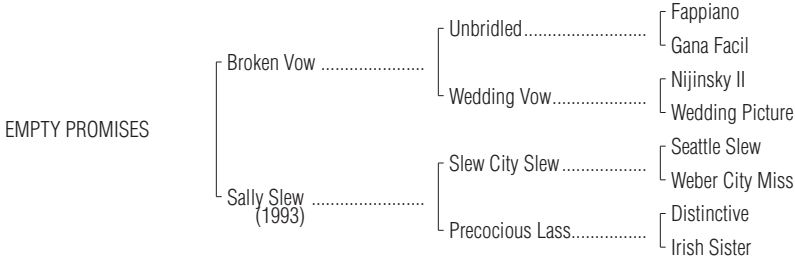 Fappiano
Unbridled..........................
Gana Facil
Broken Vow ......................
Nijinsky II
Wedding Vow....................
Wedding Picture
EMPTY PROMISES
Seattle Slew
Slew City Slew..................
Weber City Miss
Sally Slew ........................
(1993)
Distinctive
Precocious Lass................
Irish Sister